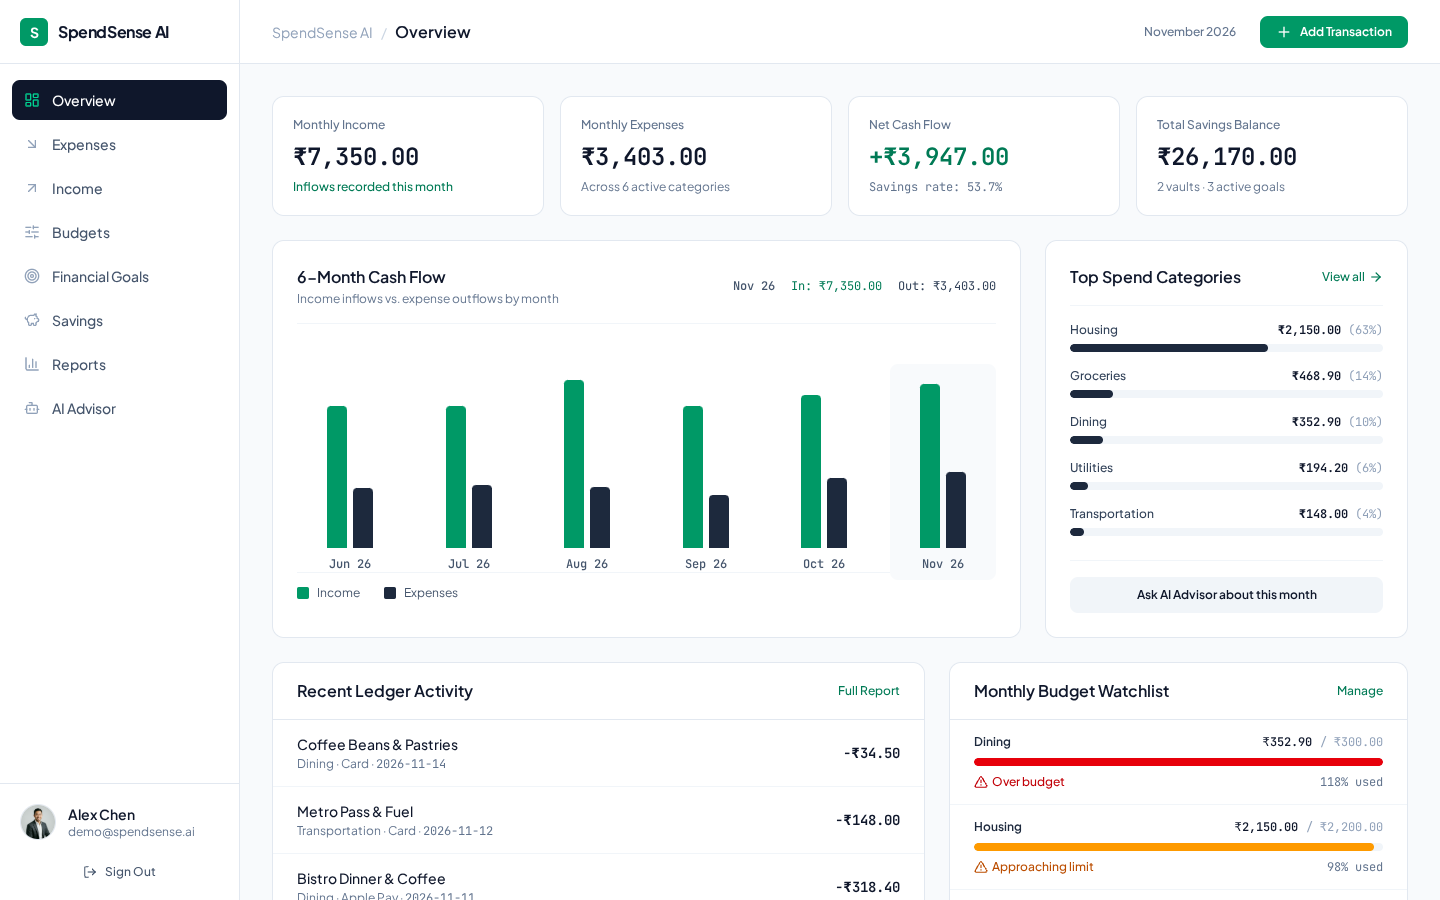 S SpendSense AI
SpendSense AI / Overview
November 2026
Add Transaction
Overview
Expenses
Income
Budgets
Financial Goals
Savings
Reports
AI Advisor
Alex Chen
demo@spendsense.ai
Sign Out
Monthly Income
₹7,350.00
Inflows recorded this month
Monthly Expenses
₹3,403.00
Across 6 active categories
Net Cash Flow
+₹3,947.00
Savings rate: 53.7%
Total Savings Balance
₹26,170.00
2 vaults · 3 active goals
6-Month Cash Flow
Income inflows vs. expense outflows by month
Nov 26 In: ₹7,350.00 Out: ₹3,403.00
Jun 26 Jul 26 Aug 26 Sep 26 Oct 26 Nov 26
Income Expenses
Top Spend Categories
View all
Housing ₹2,150.00 (63%)
Groceries ₹468.90 (14%)
Dining ₹352.90 (10%)
Utilities ₹194.20 (6%)
Transportation ₹148.00 (4%)
Ask AI Advisor about this month
Recent Ledger Activity
Full Report
Coffee Beans & Pastries
Dining · Card · 2026-11-14
-₹34.50
Metro Pass & Fuel
Transportation · Card · 2026-11-12
-₹148.00
Bistro Dinner & Coffee
Dining · Apple Pay · 2026-11-11
-₹318.40
Monthly Budget Watchlist
Manage
Dining ₹352.90 / ₹300.00
Over budget 118% used
Housing ₹2,150.00 / ₹2,200.00
Approaching limit 98% used